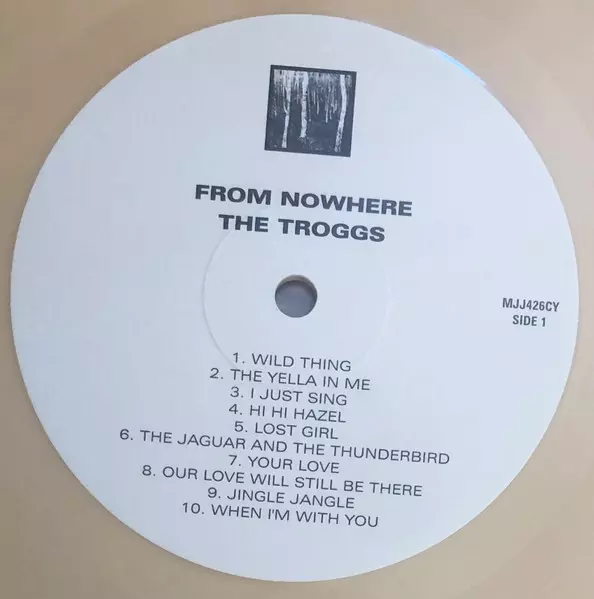 FROM NOWHERE
THE TROGGS
MJJ426CY
SIDE 1
1. WILD THING
2. THE YELLA IN ME
3. I JUST SING
4. HI HI HAZEL
5. LOST GIRL
6. THE JAGUAR AND THE THUNDERBIRD
7. YOUR LOVE
8. OUR LOVE WILL STILL BE THERE
9. JINGLE JANGLE
10. WHEN I'M WITH YOU